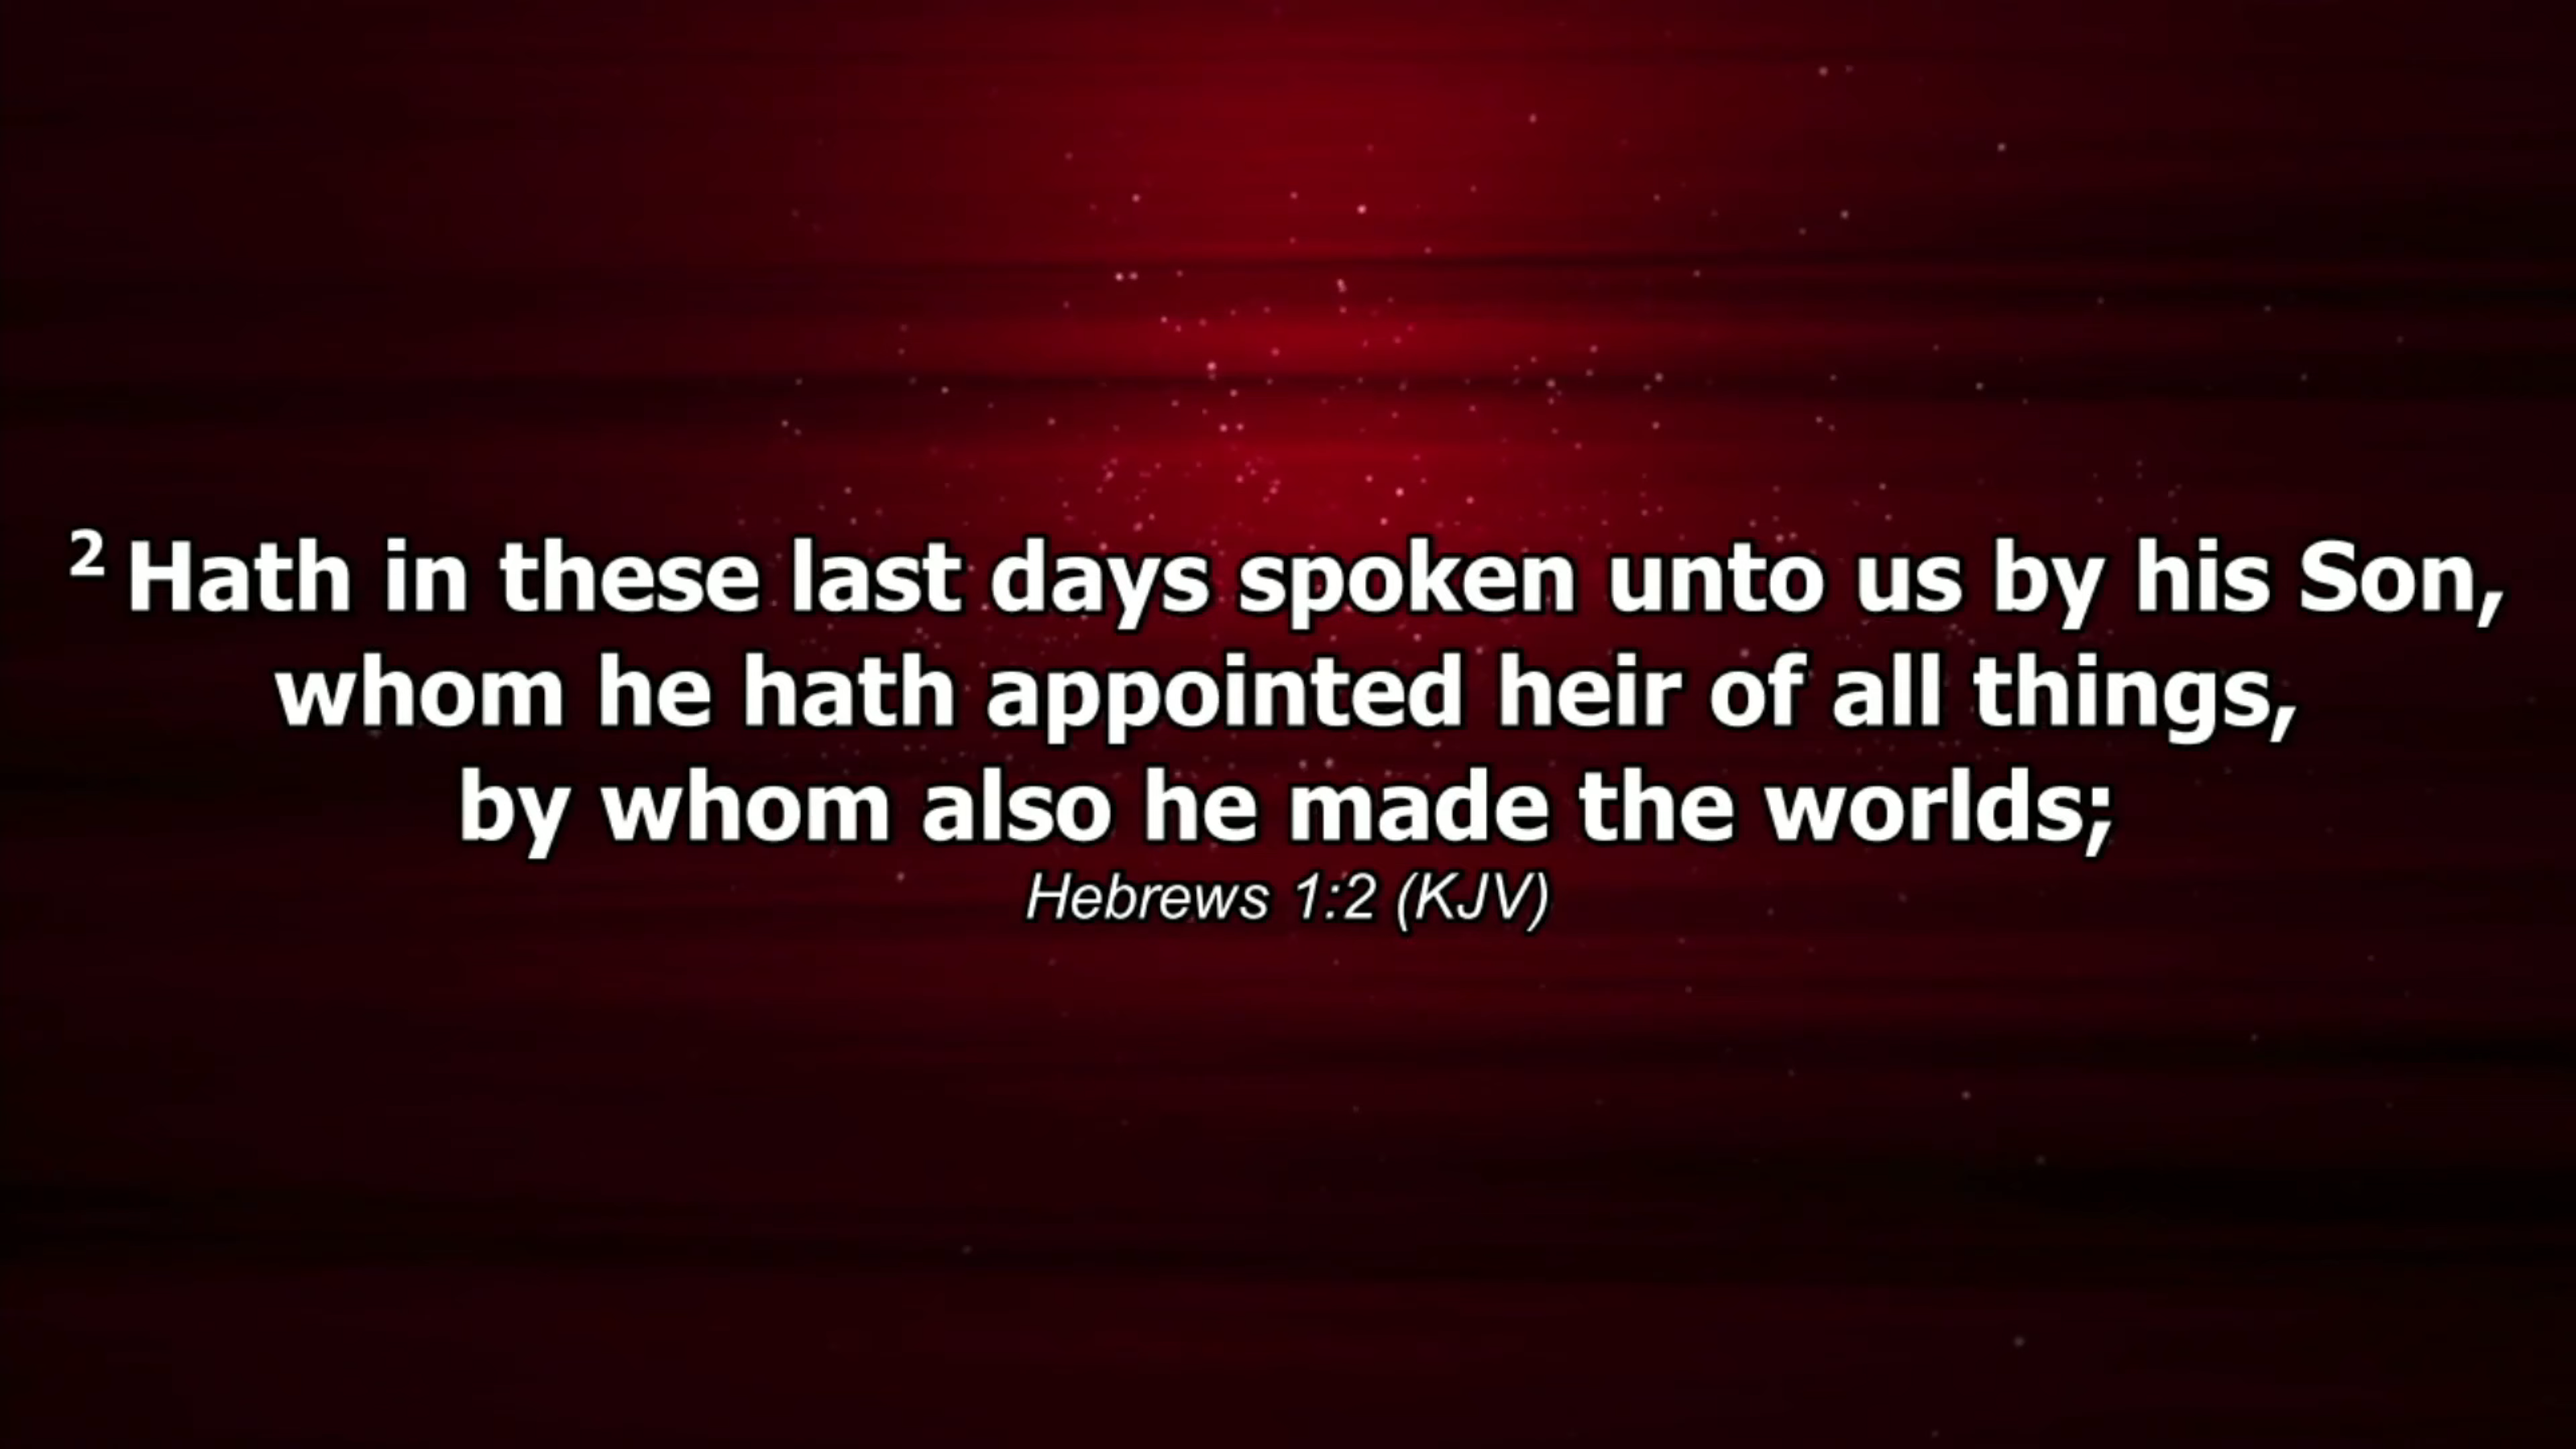 2 Hath in these last days spoken unto us by his Son,
whom he hath appointed heir of all things,
by whom also he made the worlds;
Hebrews 1:2 (KJV)